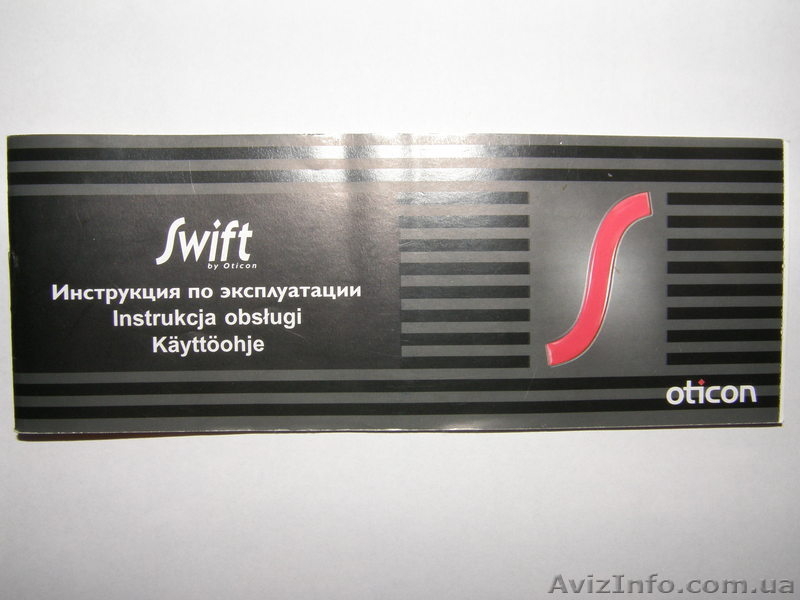 Swift
by Oticon
Инструкция по эксплуатации
Instrukcja obsługi
Käyttöohje
oticon
AvizInfo.com.ua